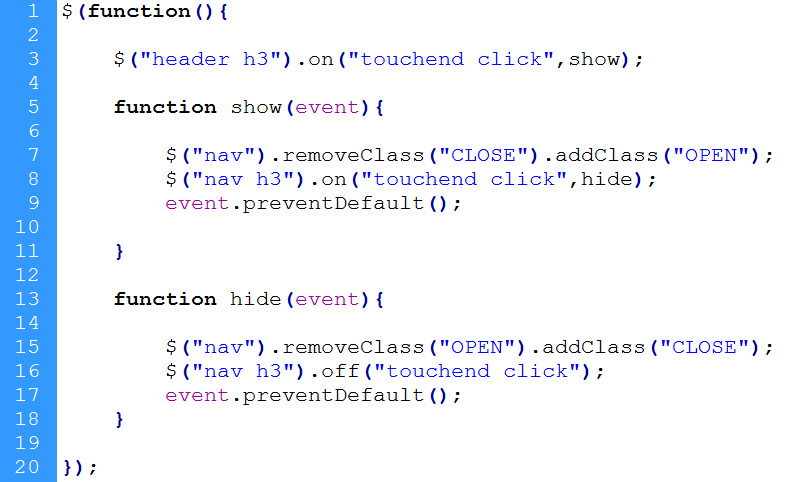 1 $(function(){
2
3 $("header h3").on("touchend click",show);
4
5 function show(event){
6
7 $("nav").removeClass("CLOSE").addClass("OPEN");
8 $("nav h3").on("touchend click",hide);
9 event.preventDefault();
10
11 }
12
13 function hide(event){
14
15 $("nav").removeClass("OPEN").addClass("CLOSE");
16 $("nav h3").off("touchend click");
17 event.preventDefault();
18 }
19
20 });